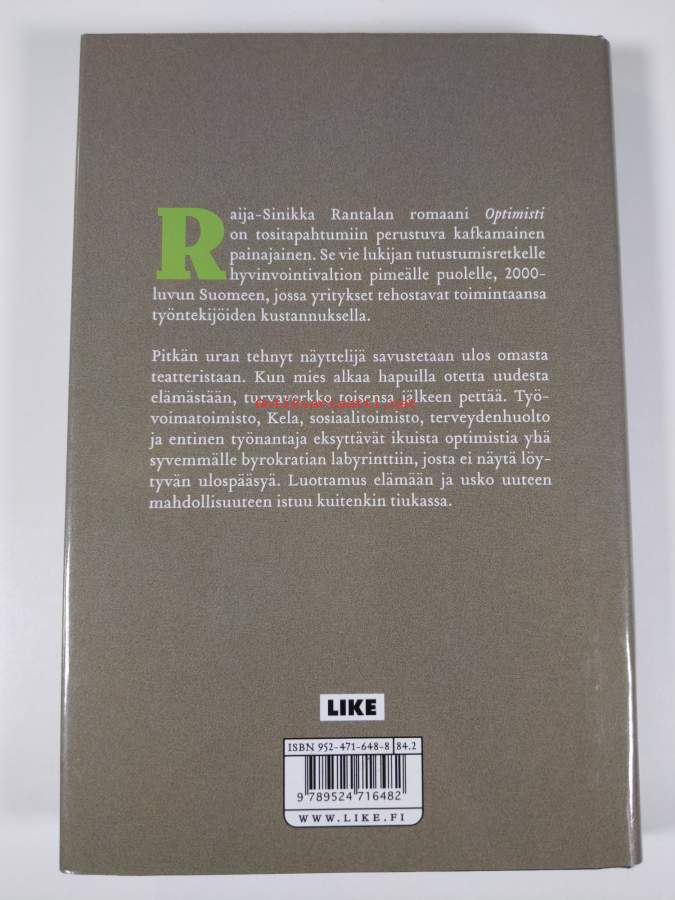 Raija-Sinikka Rantalan romaani Optimisti
on tositapahtumiin perustuva kafkamainen
painajainen. Se vie lukijan tutustumisretkelle
hyvinvointivaltion pimeälle puolelle, 2000-
luvun Suomeen, jossa yritykset tehostavat toimintaansa
työntekijöiden kustannuksella.
Pitkän uran tehnyt näyttelijä savustetaan ulos omasta
teatteristaan. Kun mies alkaa hapuilla otetta uudesta
elämästään, turvaverkko toisensa jälkeen pettää. Työ-
voimatoimisto, Kela, sosiaalitoimisto, terveydenhuolto
ja entinen työnantaja eksyttävät ikuista optimistia yhä
syvemmälle byrokratian labyrinttiin, josta ei näytä löy-
tyvän ulospääsyä. Luottamus elämään ja usko uuteen
mahdollisuuteen istuu kuitenkin tiukassa.
LIKE
ISBN 952-471-648-8 84.2
9 789524 716482
WWW.LIKE.FI